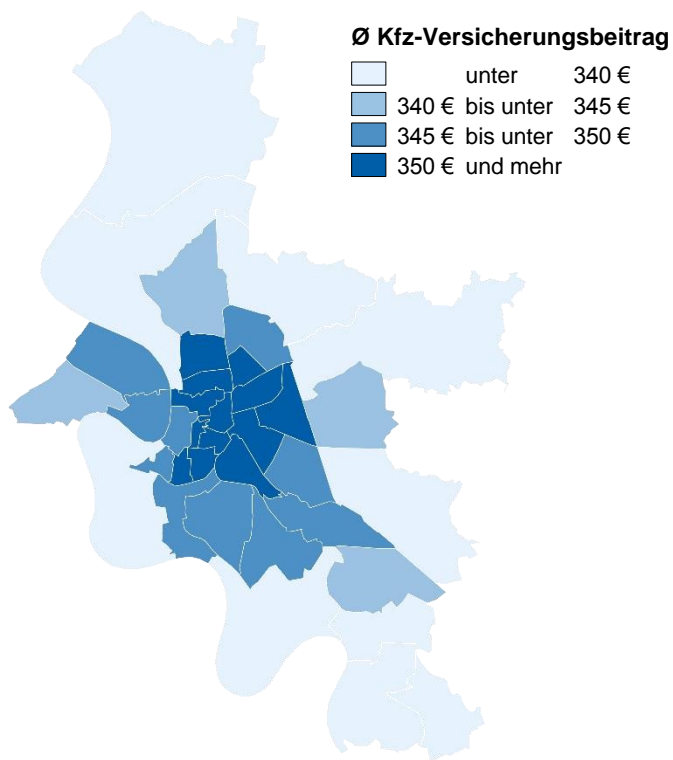 Ø Kfz-Versicherungsbeitrag
unter 340 €
340 € bis unter 345 €
345 € bis unter 350 €
350 € und mehr